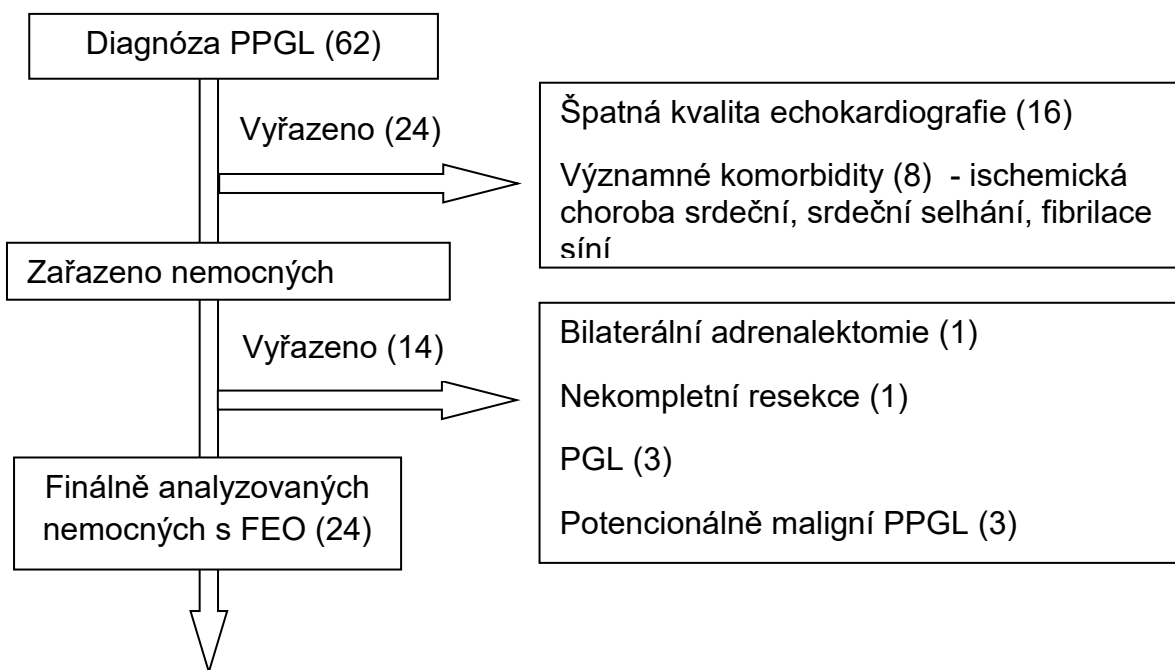 Diagnóza PPGL (62)
Vyřazeno (24)
Špatná kvalita echokardiografie (16)
Významné komorbidity (8)  - ischemická
choroba srdeční, srdeční selhání, fibrilace
síní
Zařazeno nemocných
Vyřazeno (14)
Bilaterální adrenalektomie (1)
Nekompletní resekce (1)
PGL (3)
Potencionálně maligní PPGL (3)
Finálně analyzovaných
nemocných s FEO (24)